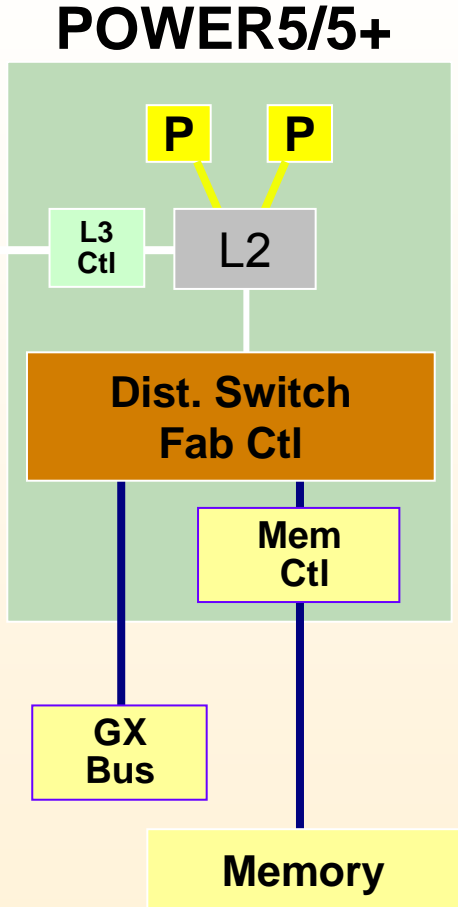 POWER5/5+
P P
L3
Ctl
L2
Dist. Switch
Fab Ctl
Mem
Ctl
GX
Bus
Memory